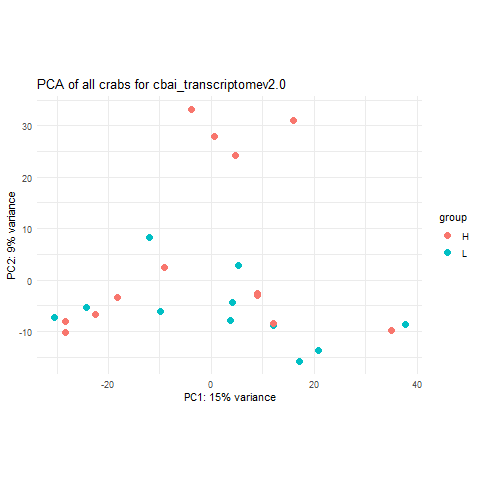 PCA of all crabs for cbai_transcriptomev2.0
PC2: 9% variance
30
20
10
0
-10
-20
0
20
40
PC1: 15% variance
group
H
L